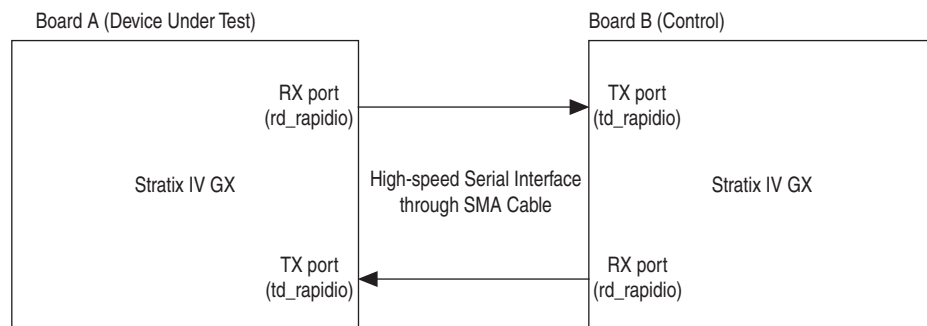 Board A (Device Under Test)
Board B (Control)
RX port
(rd_rapidio)
TX port
(td_rapidio)
Stratix IV GX
High-speed Serial Interface
through SMA Cable
Stratix IV GX
TX port
(td_rapidio)
RX port
(rd_rapidio)